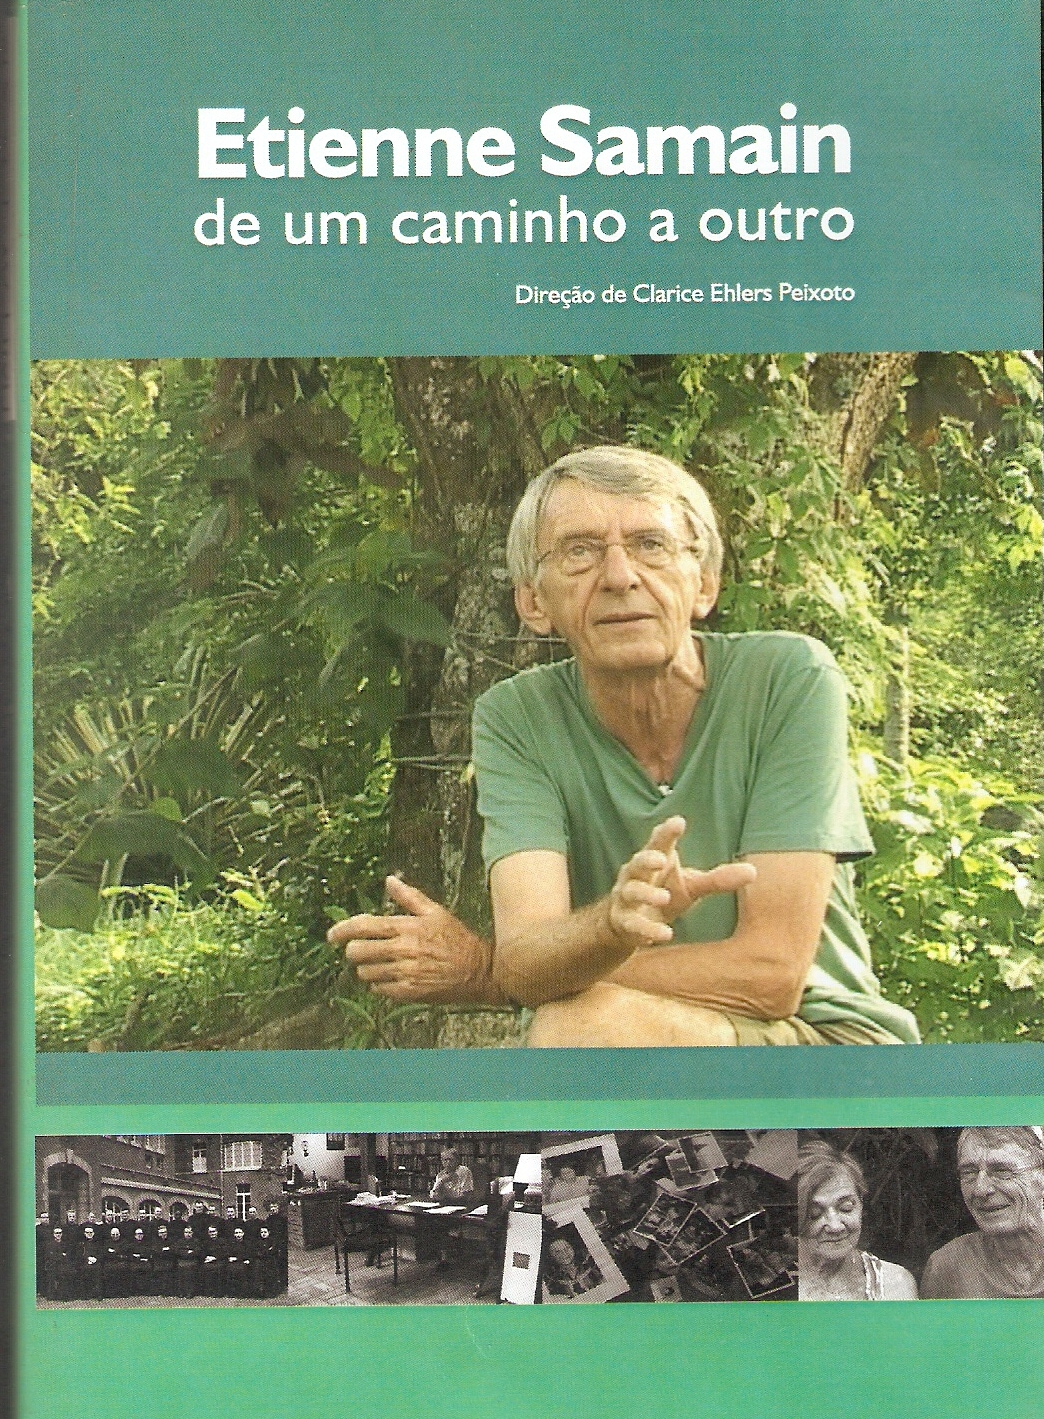 Etienne Samain
de um caminho a outro
Direção de Clarice Ehlers Peixoto